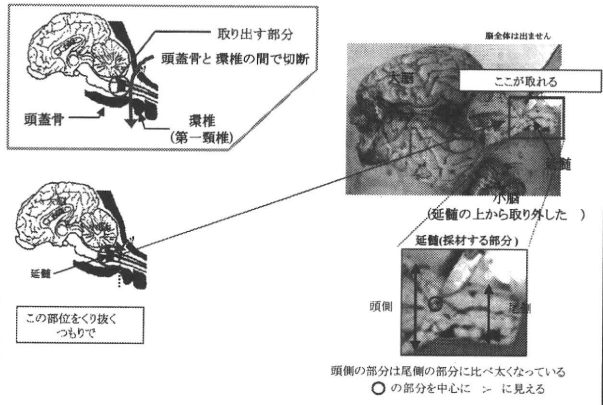 取り出す部分
頭蓋骨と環椎の間で切断
頭蓋骨
環椎
(第一頸椎)
脳全体は出ません
大脳
ここが取れる
延髄
小脳
(延髄の上から取り外した　)
延髄
この部位をくり抜く
つもりで
延髄(採材する部分)
頭側
尾側
頭側の部分は尾側の部分に比べ太くなっている
○の部分を中心に ＞ に見える